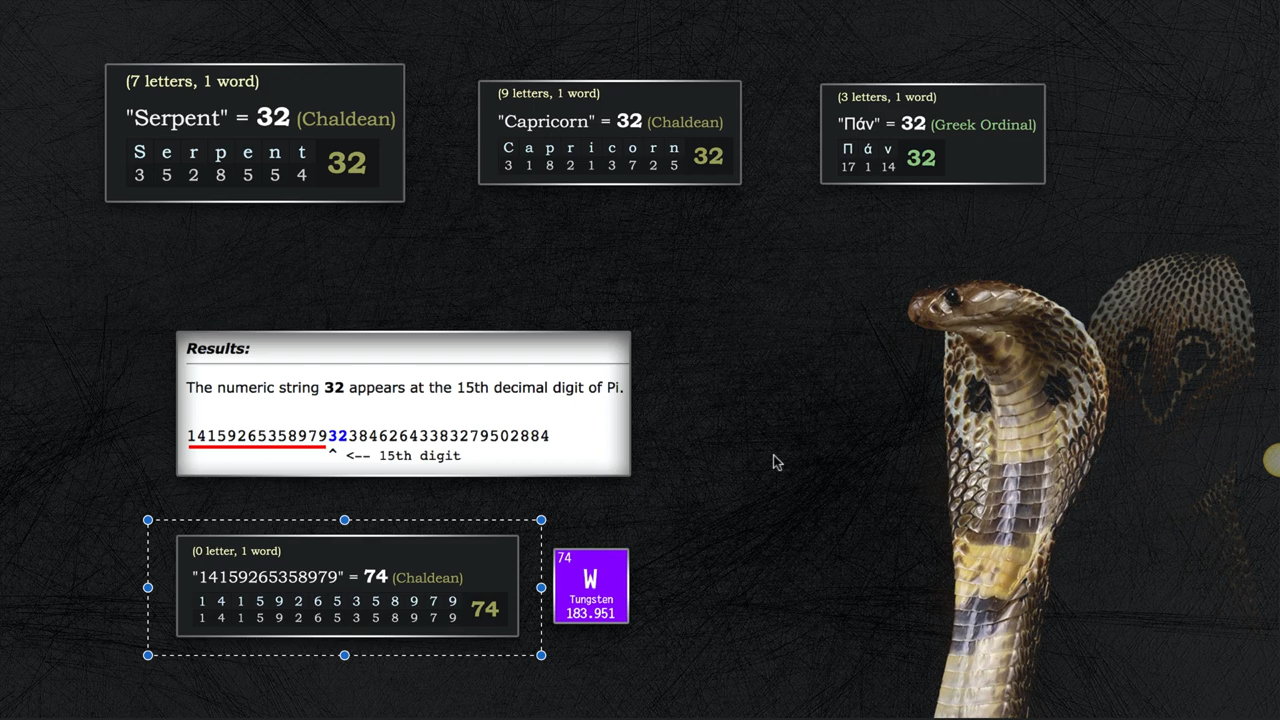 (7 letters, 1 word)
"Serpent" = 32 (Chaldean)
S e r p e n t
3 5 2 8 5 5 4
32
(9 letters, 1 word)
"Capricorn" = 32 (Chaldean)
C a p r i c o r n
3 1 8 2 1 3 7 2 5
32
(3 letters, 1 word)
"Πάν" = 32 (Greek Ordinal)
Π ά ν
17 1 14
32
Results:
The numeric string 32 appears at the 15th decimal digit of Pi.
141592653589793238462643383279502884
^ <-- 15th digit
(0 letter, 1 word)
"14159265358979" = 74 (Chaldean)
1 4 1 5 9 2 6 5 3 5 8 9 7 9
1 4 1 5 9 2 6 5 3 5 8 9 7 9
74
74
W
Tungsten
183.951